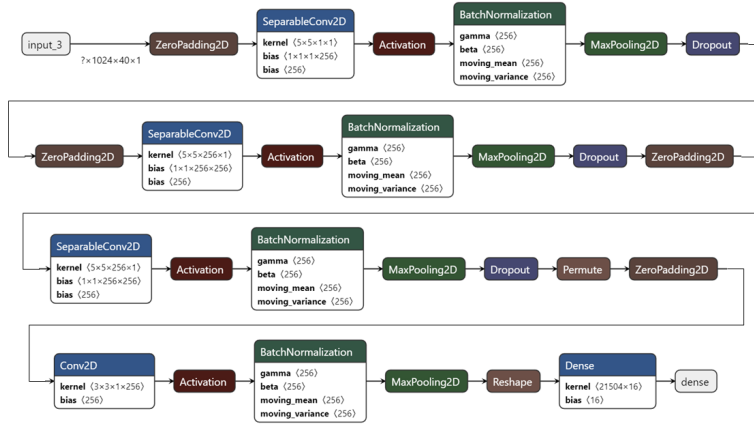 input_3
?×1024×40×1
ZeroPadding2D
SeparableConv2D
kernel ⟨5×5×1×1⟩
bias ⟨1×1×1×256⟩
bias ⟨256⟩
Activation
BatchNormalization
gamma ⟨256⟩
beta ⟨256⟩
moving_mean ⟨256⟩
moving_variance ⟨256⟩
MaxPooling2D
Dropout
ZeroPadding2D
SeparableConv2D
kernel ⟨5×5×256×1⟩
bias ⟨1×1×256×256⟩
bias ⟨256⟩
Activation
BatchNormalization
gamma ⟨256⟩
beta ⟨256⟩
moving_mean ⟨256⟩
moving_variance ⟨256⟩
MaxPooling2D
Dropout
ZeroPadding2D
SeparableConv2D
kernel ⟨5×5×256×1⟩
bias ⟨1×1×256×256⟩
bias ⟨256⟩
Activation
BatchNormalization
gamma ⟨256⟩
beta ⟨256⟩
moving_mean ⟨256⟩
moving_variance ⟨256⟩
MaxPooling2D
Dropout
Permute
ZeroPadding2D
Conv2D
kernel ⟨3×3×1×256⟩
bias ⟨256⟩
Activation
BatchNormalization
gamma ⟨256⟩
beta ⟨256⟩
moving_mean ⟨256⟩
moving_variance ⟨256⟩
MaxPooling2D
Reshape
Dense
kernel ⟨21504×16⟩
bias ⟨16⟩
dense